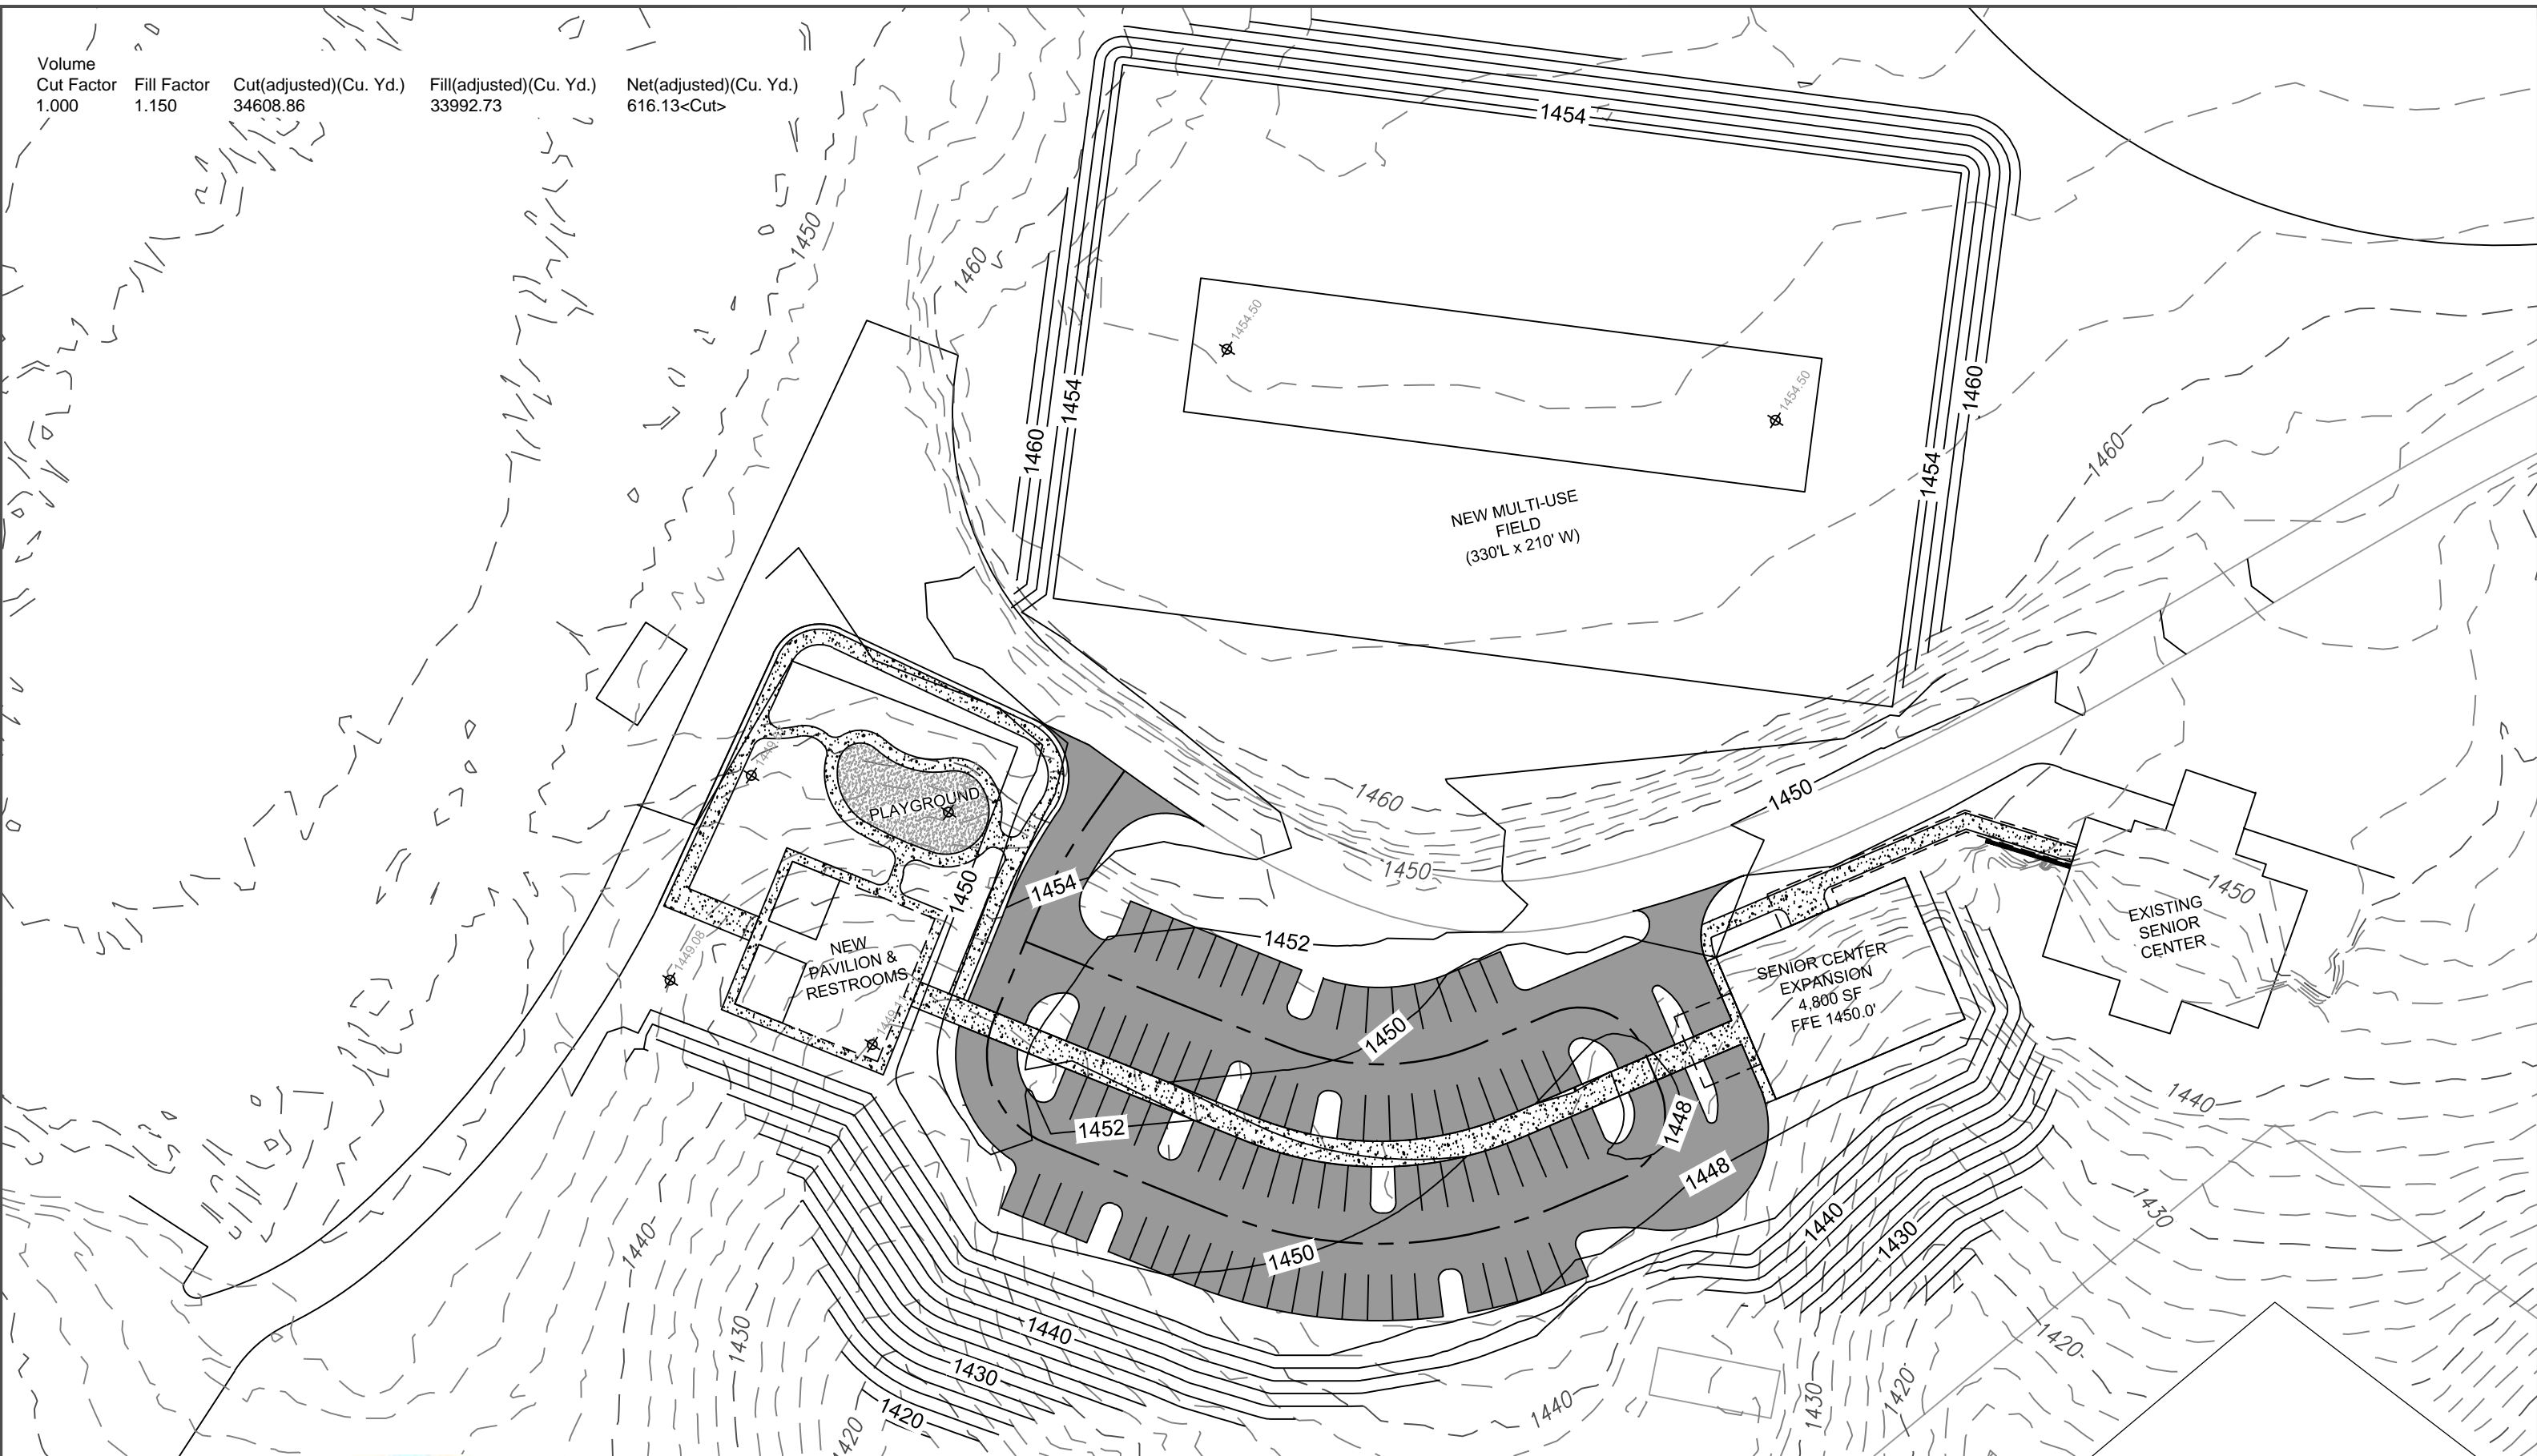 Volume
Cut Factor Fill Factor Cut(adjusted)(Cu. Yd.) Fill(adjusted)(Cu. Yd.) Net(adjusted)(Cu. Yd.)
1.000 1.150 34608.86 33992.73 616.13<Cut>
1454
1450
1460
1454.50
1454.50
1454
1460
1460
1454
1460
NEW MULTI-USE
FIELD
(330'L x 210' W)
PLAYGROUND
1460
1450
1450
1454
1450
1452
1450
EXISTING
SENIOR
CENTER
NEW
PAVILION &
RESTROOMS
1449.08
SENIOR CENTER
EXPANSION
4,800 SF
FFE 1450.0'
1450
1452
1448
1448
1440
1430
1440
1450
1440
1430
1440
1430
1430
1420
1440
1420
1420
1430
1420